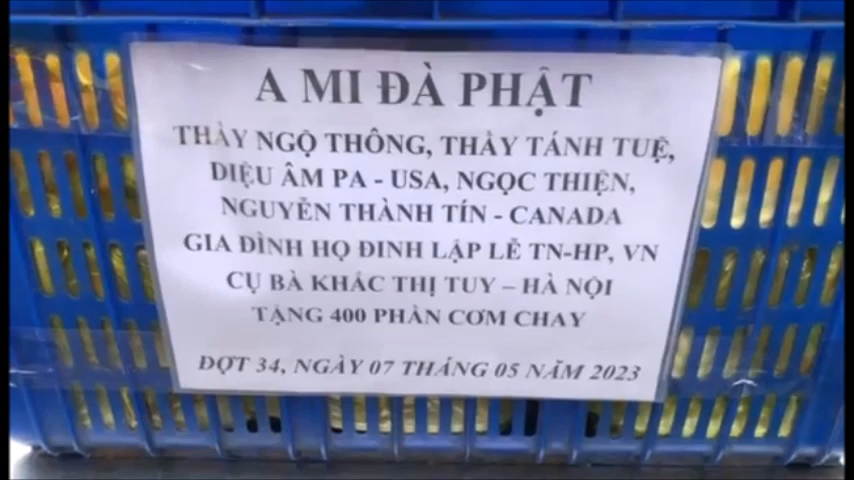 A MI ĐÀ PHẬT
THẦY NGỘ THÔNG, THẦY TÁNH TUỆ,
DIỆU ÂM PA - USA, NGỌC THIỆN,
NGUYỄN THÀNH TÍN - CANADA
GIA ĐÌNH HỌ ĐINH LẬP LỄ TN-HP, VN
CỤ BÀ KHẮC THỊ TUY – HÀ NỘI
TẶNG 400 PHẦN CƠM CHAY
ĐỢT 34, NGÀY 07 THÁNG 05 NĂM 2023